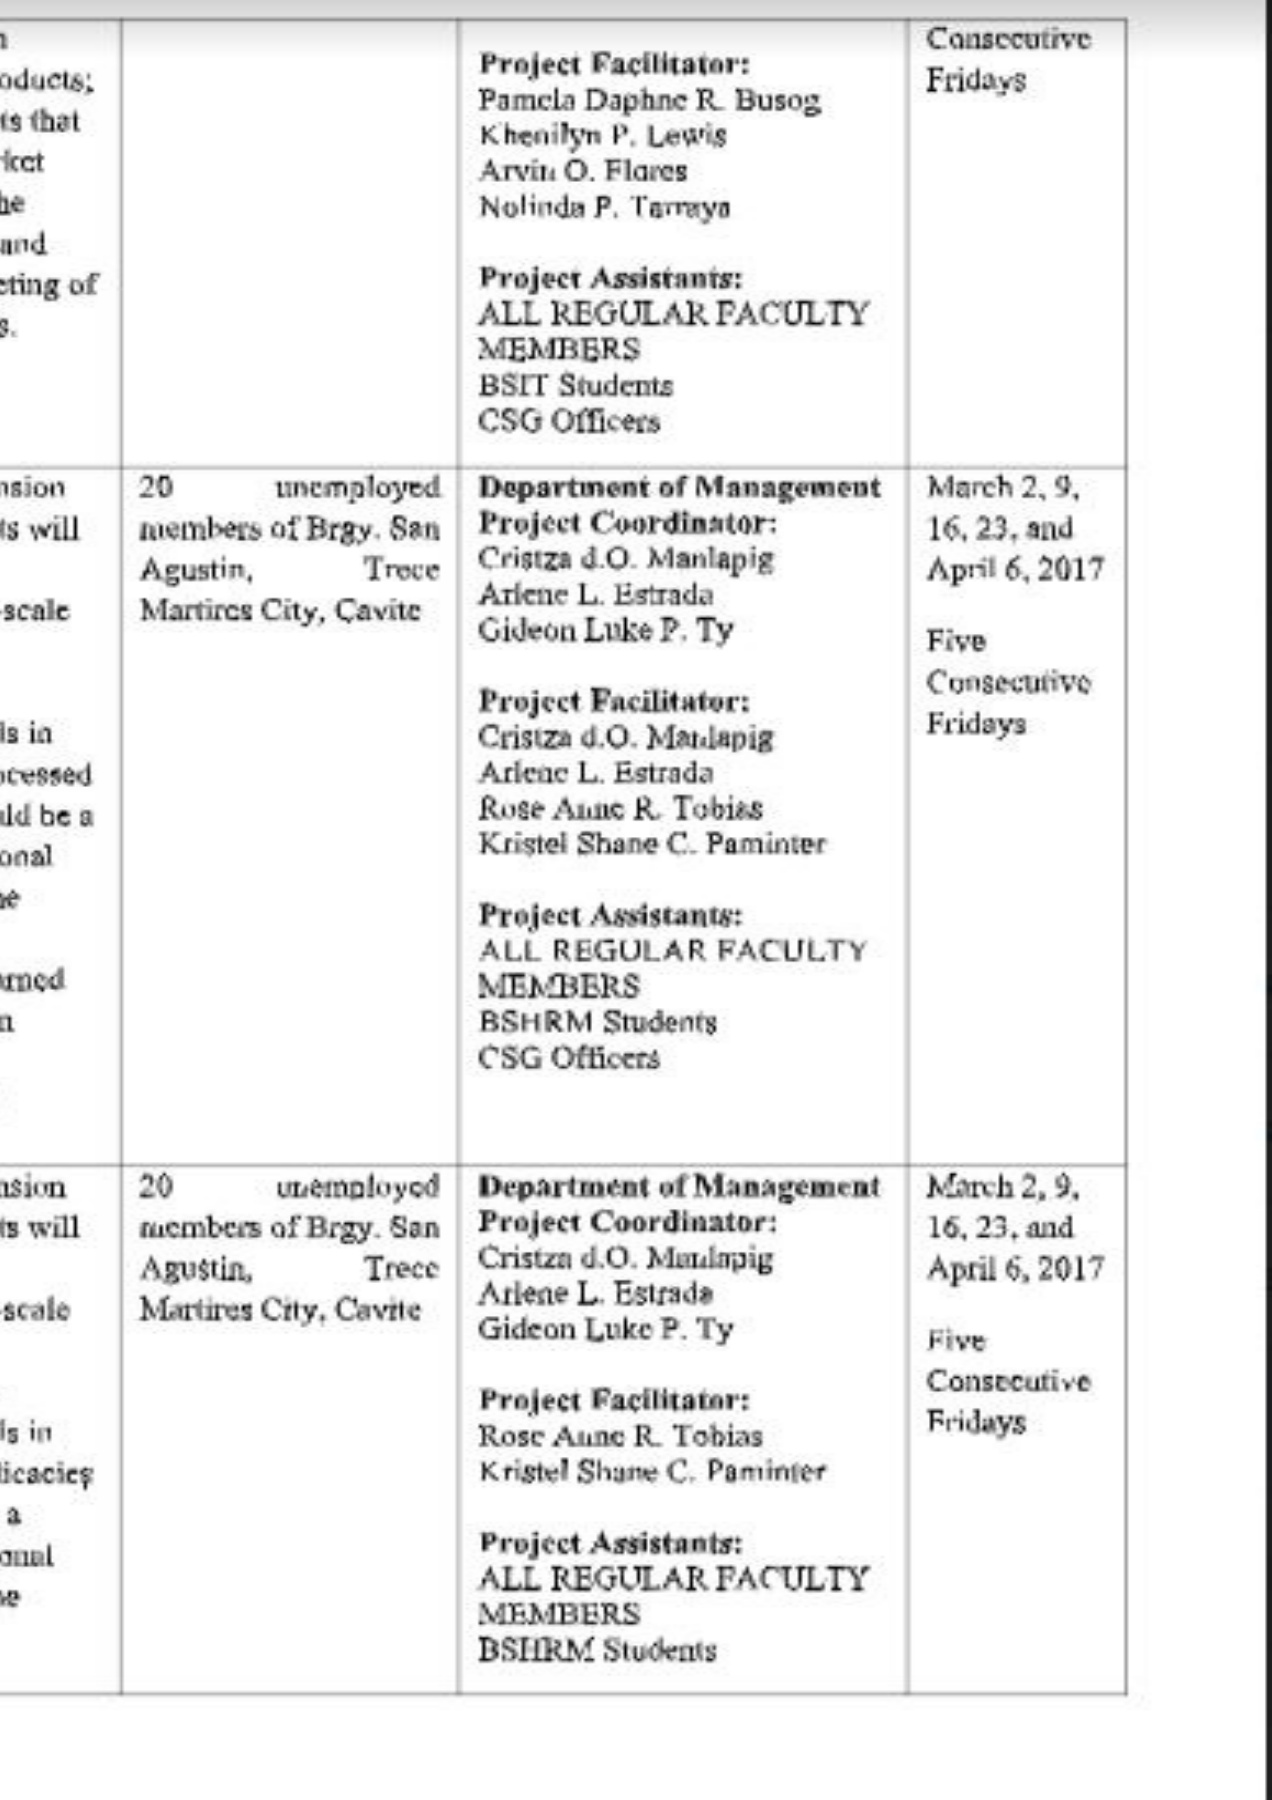 n
oducts;
ts that
rket
he
and
eting of
s.
Project Facilitator:
Pamela Daphne R. Busog
Khenilyn P. Lewis
Arvin O. Flores
Nolinda P. Tarraya
Project Assistants:
ALL REGULAR FACULTY
MEMBERS
BSIT Students
CSG Officers
Consecutive
Fridays
nsion
ts will
-scale
ls in
ocessed
uld be a
onal
ne
arned
n
20 unemployed
members of Brgy. San
Agustin, Trece
Martires City, Cavite
Department of Management
Project Coordinator:
Cristza d.O. Manlapig
Arlene L. Estrada
Gideon Luke P. Ty
Project Facilitator:
Cristza d.O. Manlapig
Arlene L. Estrada
Rose Anne R. Tobias
Kristel Shane C. Paminter
Project Assistants:
ALL REGULAR FACULTY
MEMBERS
BSHRM Students
CSG Officers
March 2, 9,
16, 23, and
April 6, 2017
Five
Consecutive
Fridays
nsion
ts will
-scale
ls in
licacies
a
onal
ne
20 unemployed
members of Brgy. San
Agustin, Trece
Martires City, Cavite
Department of Management
Project Coordinator:
Cristza d.O. Manlapig
Arlene L. Estrada
Gideon Luke P. Ty
Project Facilitator:
Rose Anne R. Tobias
Kristel Shane C. Paminter
Project Assistants:
ALL REGULAR FACULTY
MEMBERS
BSHRM Students
March 2, 9,
16, 23, and
April 6, 2017
Five
Consecutive
Fridays